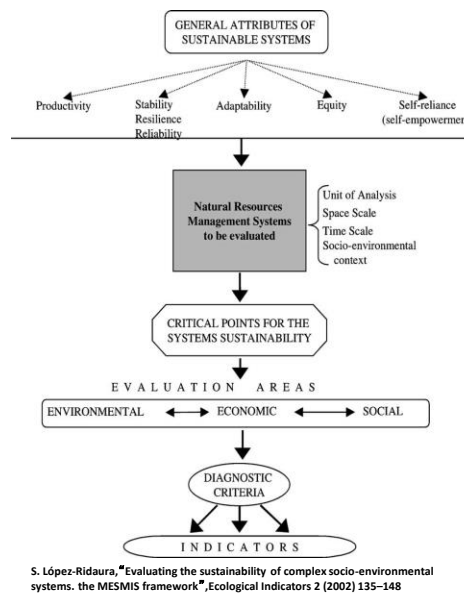 GENERAL ATTRIBUTES OF
SUSTAINABLE SYSTEMS
Productivity
Stability
Resilience
Reliability
Adaptability
Equity
Self-reliance
(self-empowermen
Natural Resources
Management Systems
to be evaluated
Unit of Analysis
Space Scale
Time Scale
Socio-environmental
context
CRITICAL POINTS FOR THE
SYSTEMS SUSTAINABILITY
EVALUATION AREAS
ENVIRONMENTAL ECONOMIC SOCIAL
DIAGNOSTIC
CRITERIA
INDICATORS
S. López-Ridaura,"Evaluating the sustainability of complex socio-environmental
systems. the MESMIS framework",Ecological Indicators 2 (2002) 135–148